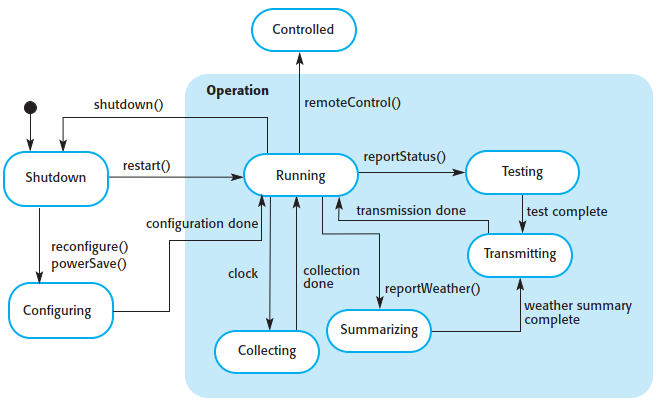 Controlled
Operation
shutdown()
remoteControl()
Shutdown
restart()
Running
reportStatus()
Testing
configuration done
transmission done
test complete
reconfigure()
powerSave()
Transmitting
clock
collection
done
reportWeather()
Configuring
weather summary
complete
Summarizing
Collecting